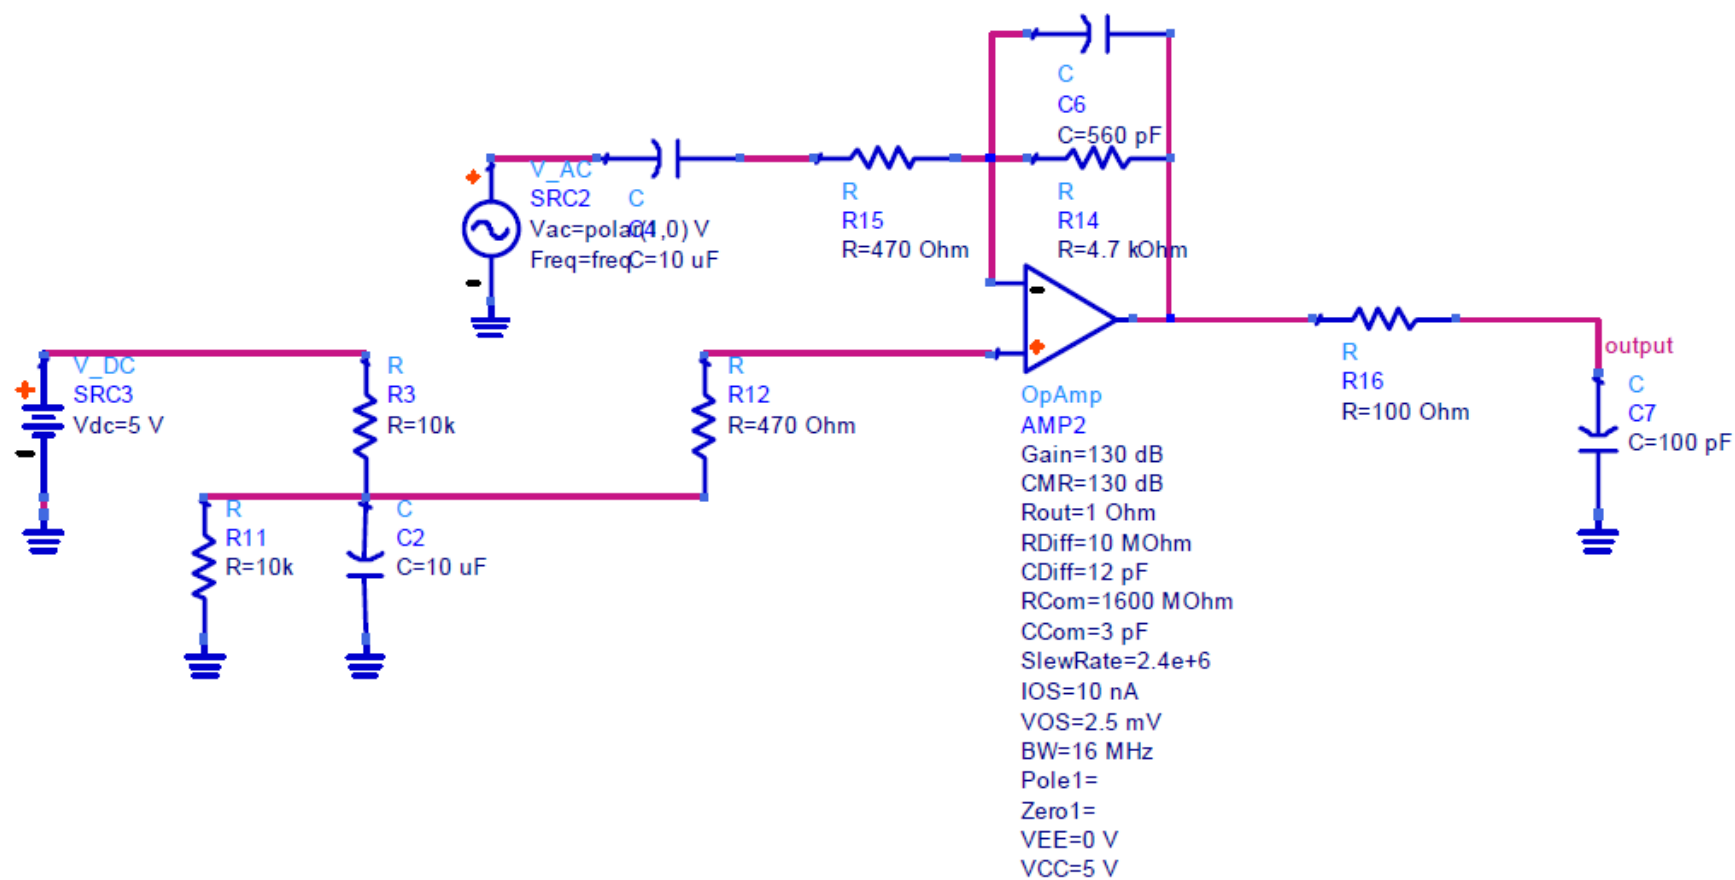 C
C6
C=560 pF
V_AC
SRC2
Vac=polar(1,0) V
Freq=freq
C
C=10 uF
R
R15
R=470 Ohm
R
R14
R=4.7 kOhm
V_DC
SRC3
Vdc=5 V
R
R3
R=10k
R
R12
R=470 Ohm
R
R11
R=10k
C
C2
C=10 uF
OpAmp
AMP2
Gain=130 dB
CMR=130 dB
Rout=1 Ohm
RDiff=10 MOhm
CDiff=12 pF
RCom=1600 MOhm
CCom=3 pF
SlewRate=2.4e+6
IOS=10 nA
VOS=2.5 mV
BW=16 MHz
Pole1=
Zero1=
VEE=0 V
VCC=5 V
R
R16
R=100 Ohm
output
C
C7
C=100 pF